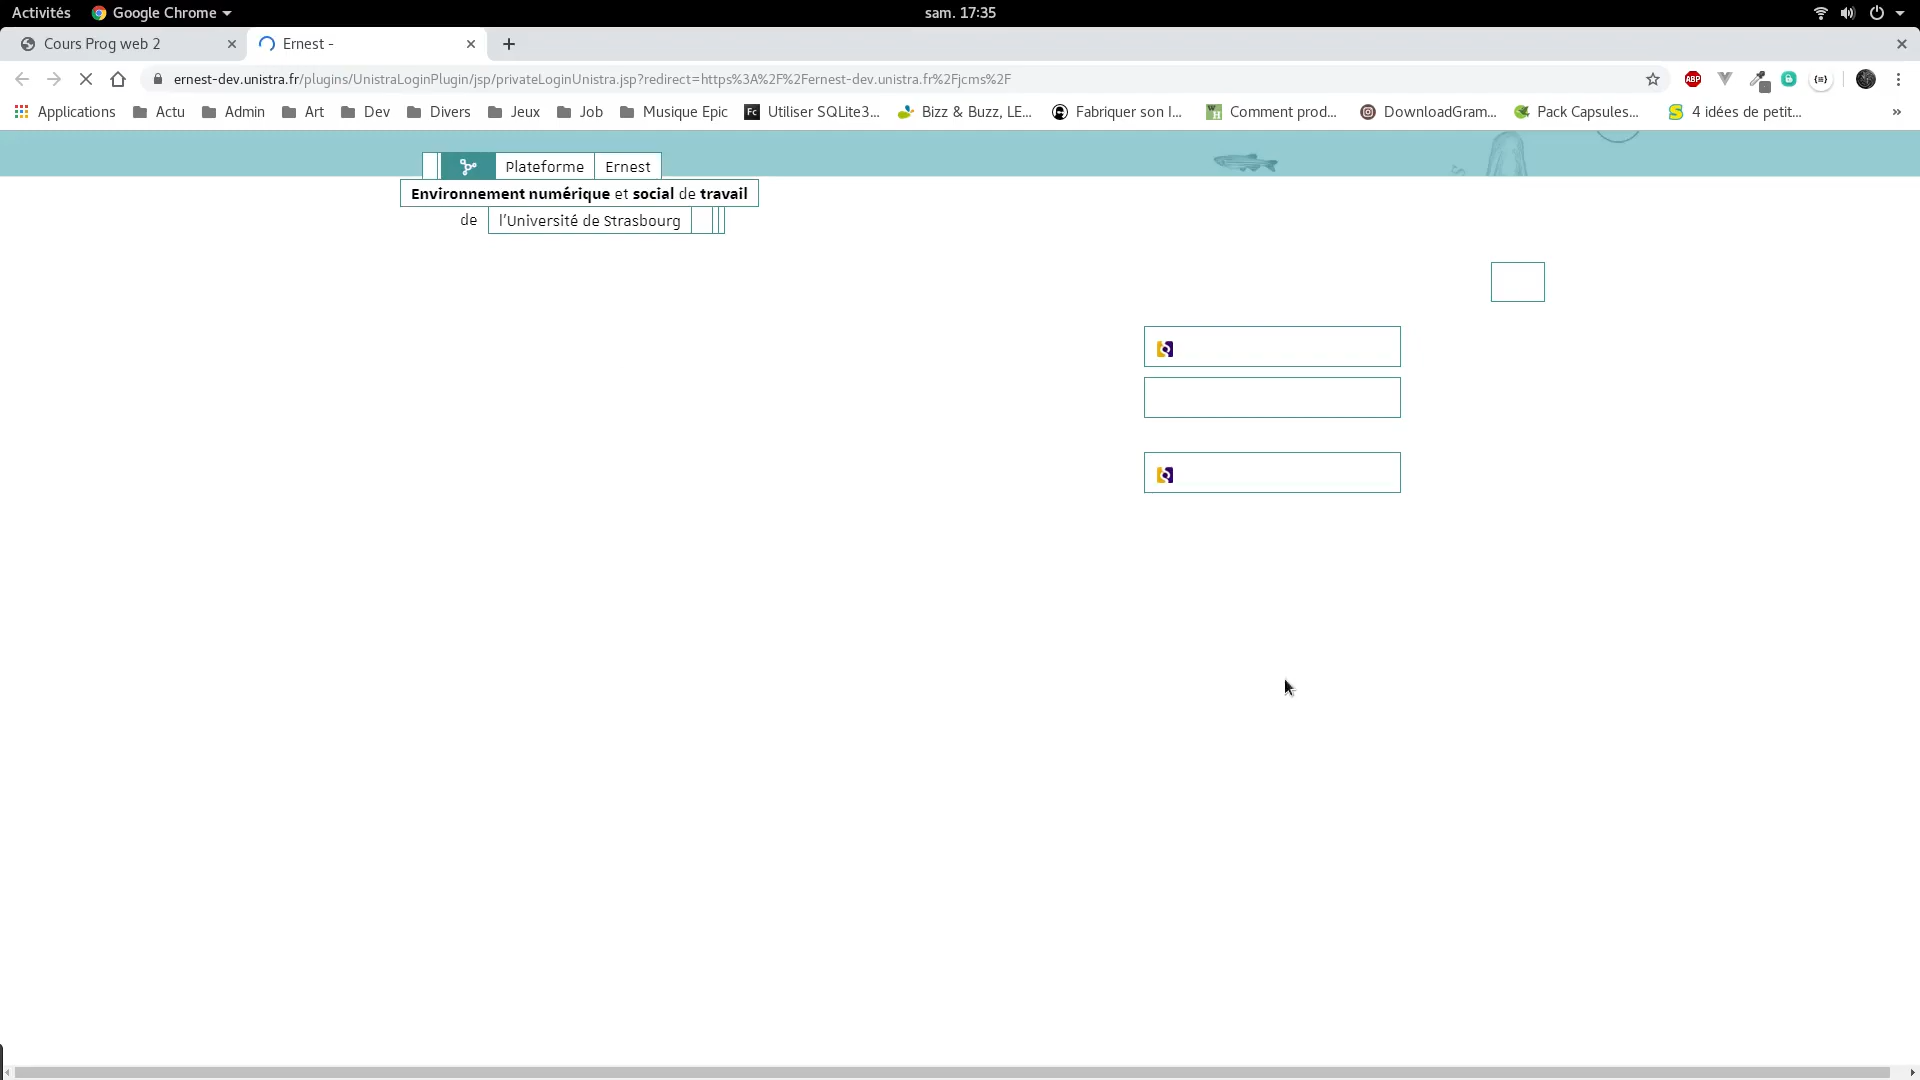 Activités Google Chrome sam. 17:35
Cours Prog web 2 Ernest -
ernest-dev.unistra.fr/plugins/UnistraLoginPlugin/jsp/privateLoginUnistra.jsp?redirect=https%3A%2F%2Fernest-dev.unistra.fr%2Fjcms%2F ABP
Applications Actu Admin Art Dev Divers Jeux Job Musique Epic Fc Utiliser SQLite3... Bizz & Buzz, LE... Fabriquer son I... Comment prod... DownloadGram... Pack Capsules... 4 idées de petit... »
Plateforme Ernest
Environnement numérique et social de travail
de l'Université de Strasbourg